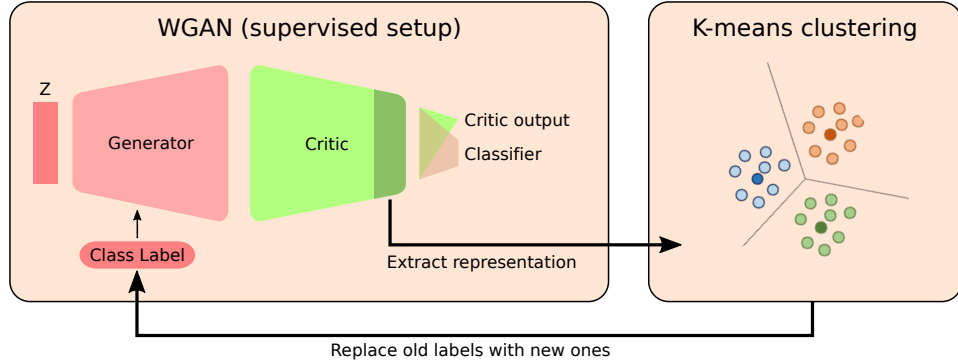 WGAN (supervised setup)
K-means clustering
Z
Generator
Critic
Critic output
Classifier
Class Label
Extract representation
Replace old labels with new ones